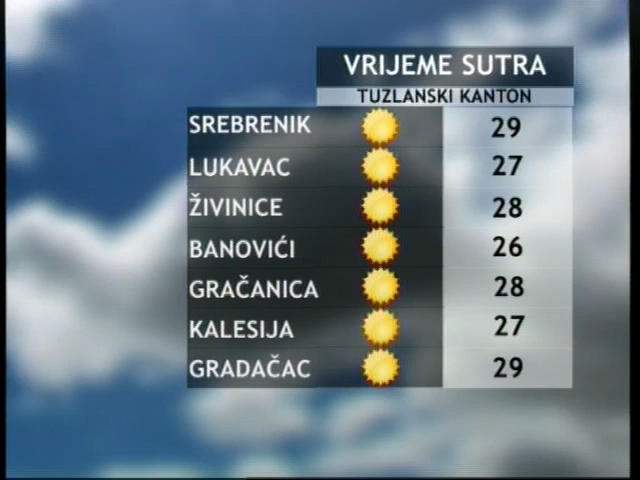 VRIJEME SUTRA
TUZLANSKI KANTON
SREBRENIK 29
LUKAVAC 27
ŽIVINICE 28
BANOVIĆI 26
GRAČANICA 28
KALESIJA 27
GRADAČAC 29